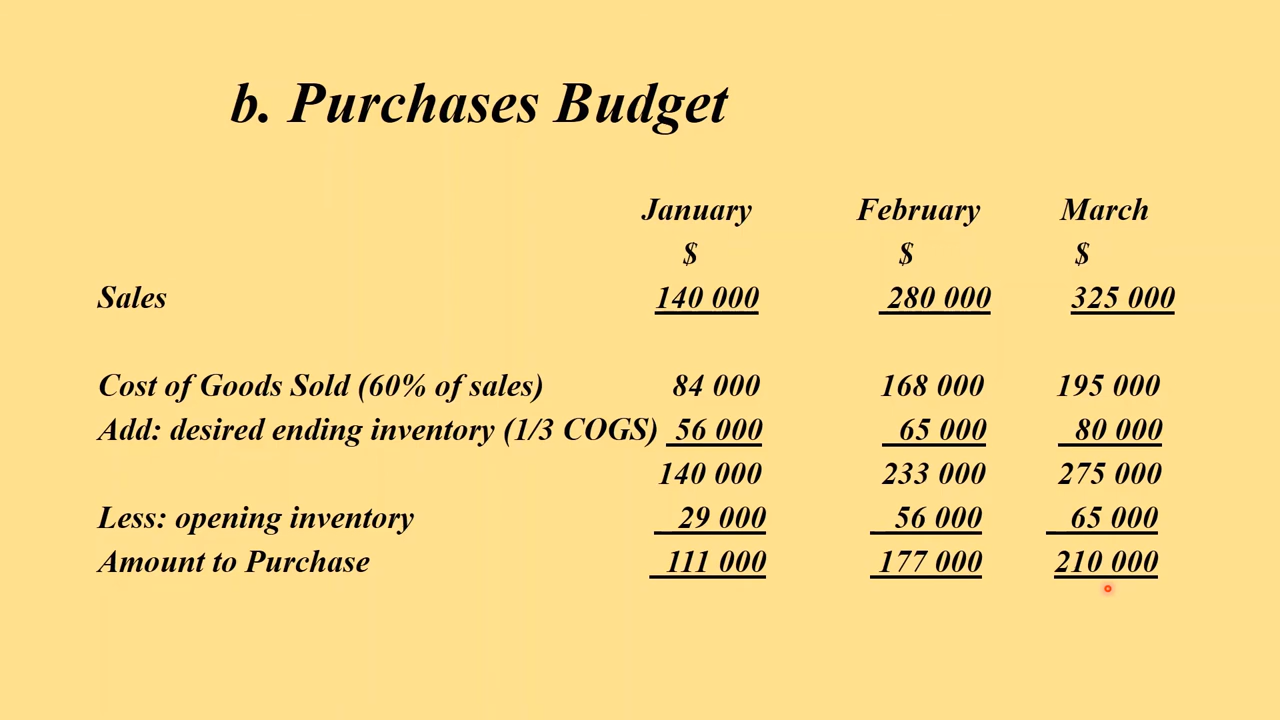 b. Purchases Budget
January February March
$ $ $
Sales 140 000 280 000 325 000
Cost of Goods Sold (60% of sales) 84 000 168 000 195 000
Add: desired ending inventory (1/3 COGS) 56 000 65 000 80 000
140 000 233 000 275 000
Less: opening inventory 29 000 56 000 65 000
Amount to Purchase 111 000 177 000 210 000